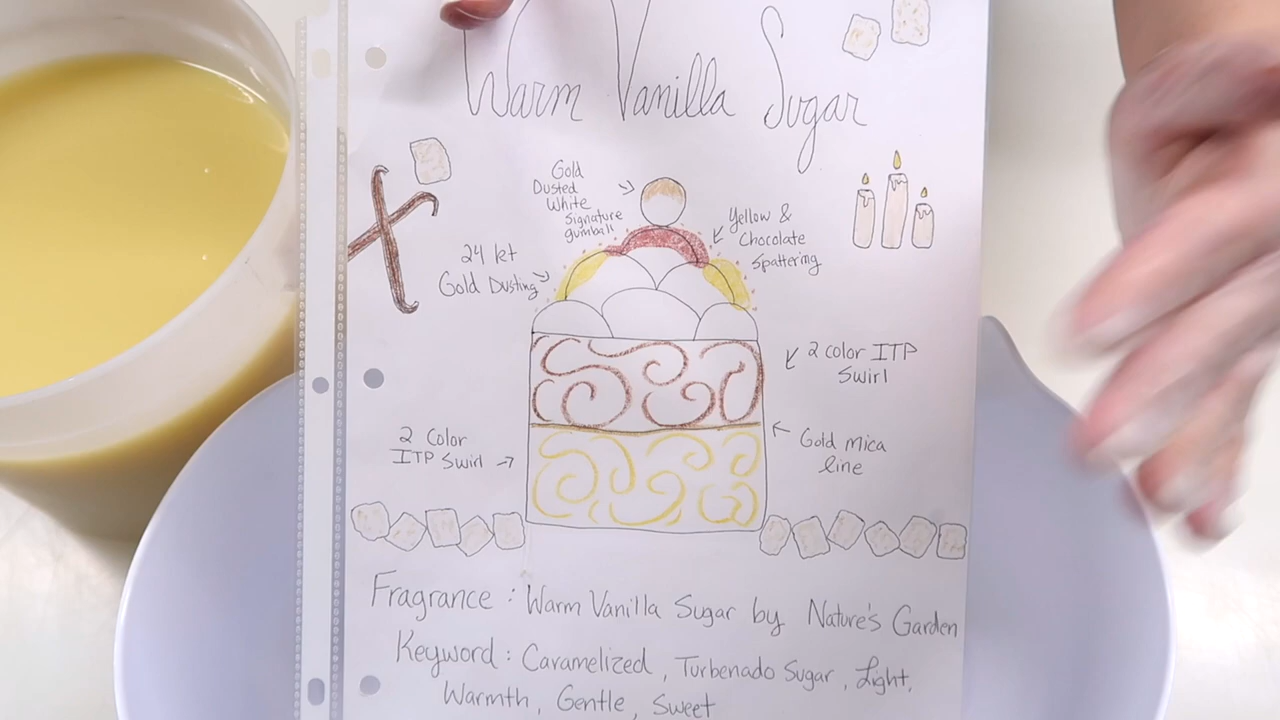 Warm Vanilla Sugar
Gold
Dusted
White
Signature
gumball
Yellow &
Chocolate
Spattering
24 kt
Gold Dusting
2 color ITP
Swirl
2 Color
ITP Swirl
Gold mica
line
Fragrance : Warm Vanilla Sugar by Nature's Garden
Keyword : Caramelized, Turbenado Sugar, Light,
Warmth, Gentle, Sweet